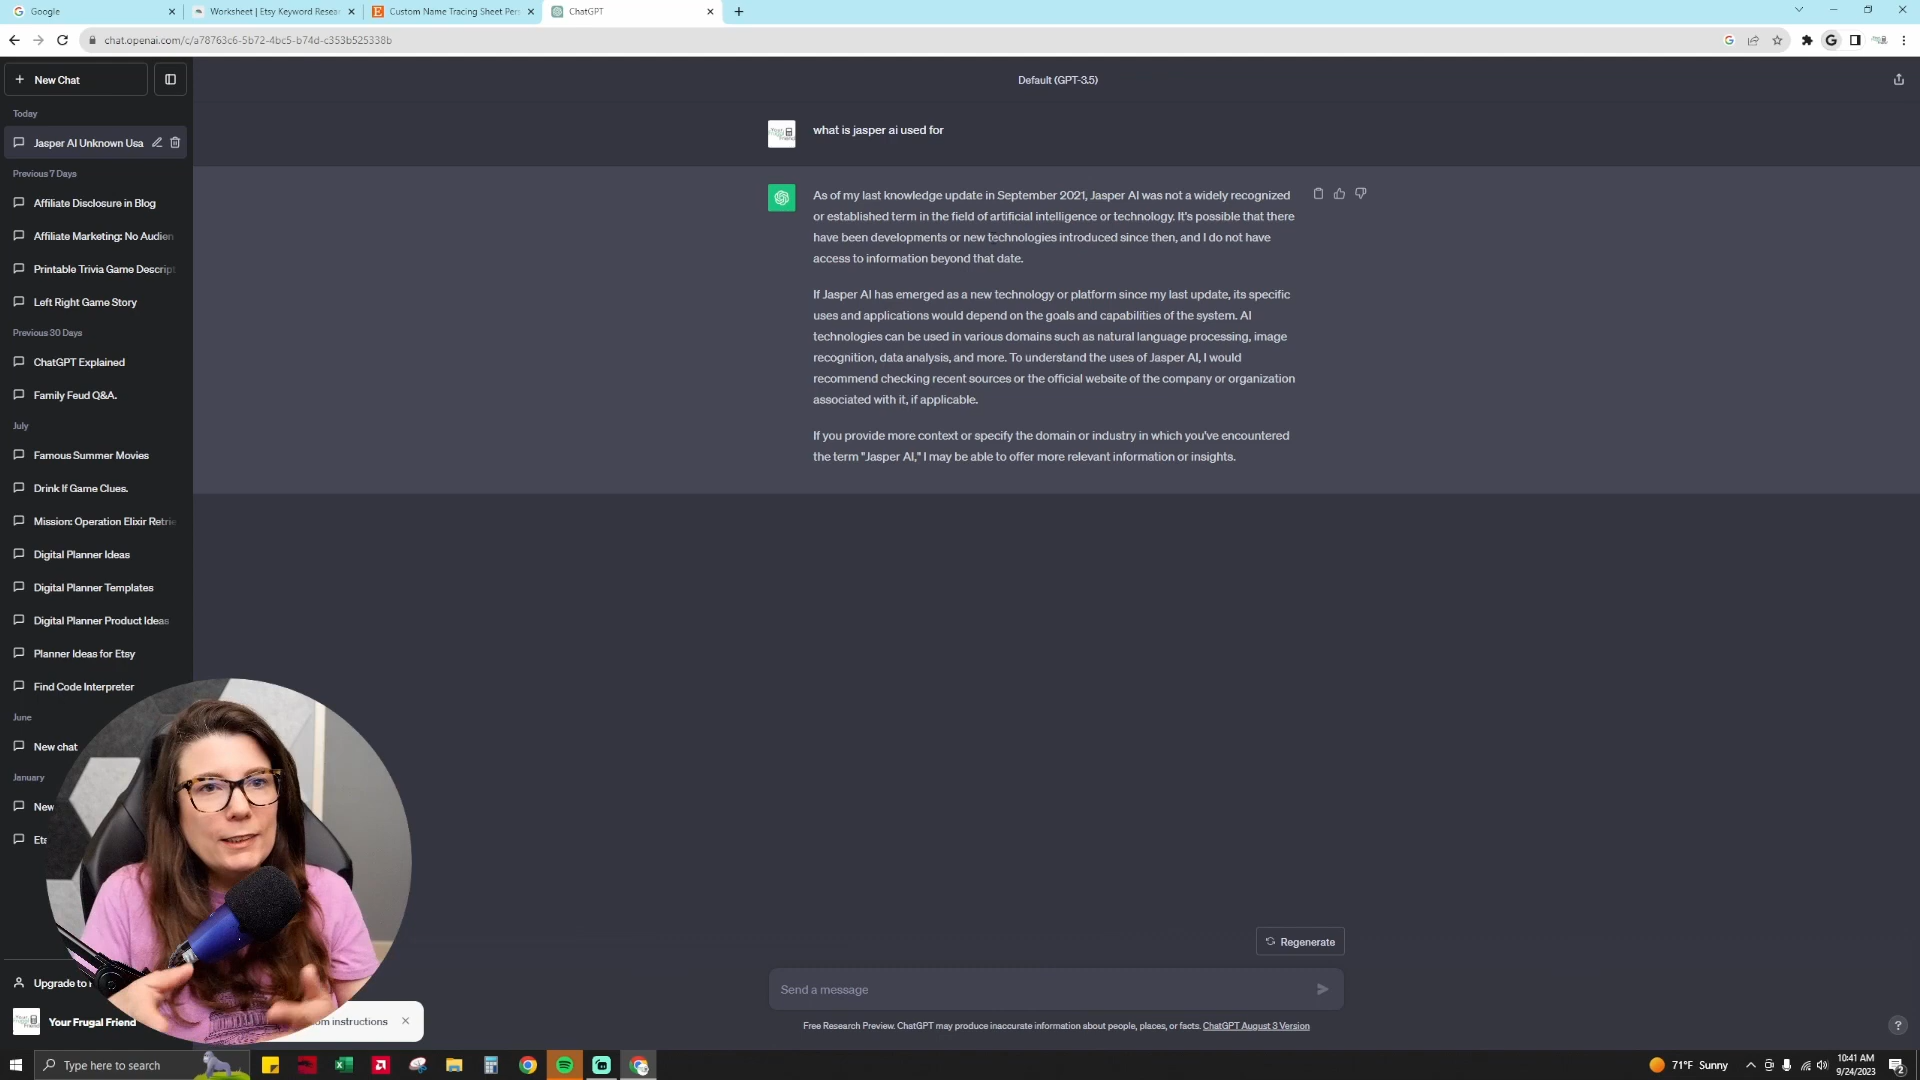 Google
Worksheet | Etsy Keyword Resear
Custom Name Tracing Sheet Pers
ChatGPT
chat.openai.com/c/a78763c6-5b72-4bc5-b74d-c353b525338b
New Chat
Default (GPT-3.5)
Today
Jasper AI Unknown Usa
Previous 7 Days
Affiliate Disclosure in Blog
Affiliate Marketing: No Audien
Printable Trivia Game Descript
Left Right Game Story
Previous 30 Days
ChatGPT Explained
Family Feud Q&A.
July
Famous Summer Movies
Drink If Game Clues.
Mission: Operation Elixir Retrie
Digital Planner Ideas
Digital Planner Templates
Digital Planner Product Ideas
Planner Ideas for Etsy
Find Code Interpreter
June
New chat
January
New
Ets
Upgrade to
Your Frugal Friend
what is jasper ai used for
As of my last knowledge update in September 2021, Jasper AI was not a widely recognized
or established term in the field of artificial intelligence or technology. It's possible that there
have been developments or new technologies introduced since then, and I do not have
access to information beyond that date.
If Jasper AI has emerged as a new technology or platform since my last update, its specific
uses and applications would depend on the goals and capabilities of the system. AI
technologies can be used in various domains such as natural language processing, image
recognition, data analysis, and more. To understand the uses of Jasper AI, I would
recommend checking recent sources or the official website of the company or organization
associated with it, if applicable.
If you provide more context or specify the domain or industry in which you've encountered
the term "Jasper AI," I may be able to offer more relevant information or insights.
Regenerate
Send a message
Free Research Preview. ChatGPT may produce inaccurate information about people, places, or facts. ChatGPT August 3 Version
om instructions
?
Type here to search
71°F Sunny
10:41 AM
9/24/2023
2